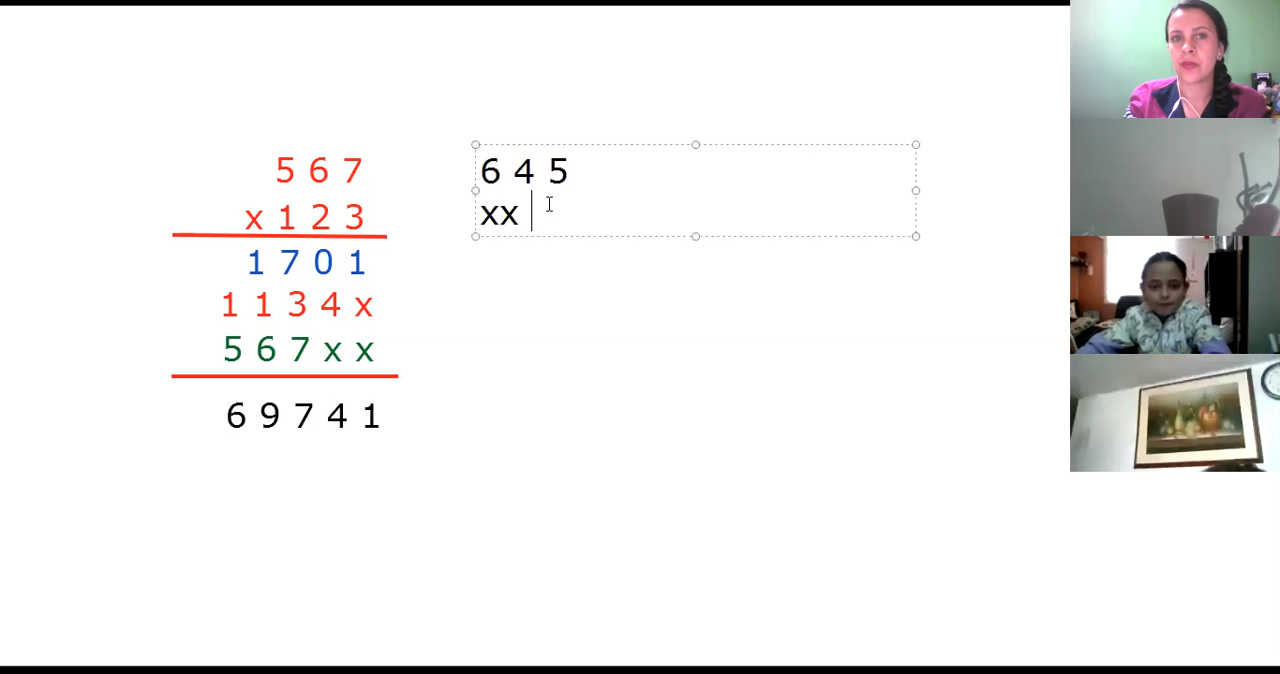 5 6 7
x 1 2 3
1 7 0 1
1 1 3 4 x
5 6 7 x x
6 9 7 4 1
6 4 5
xx